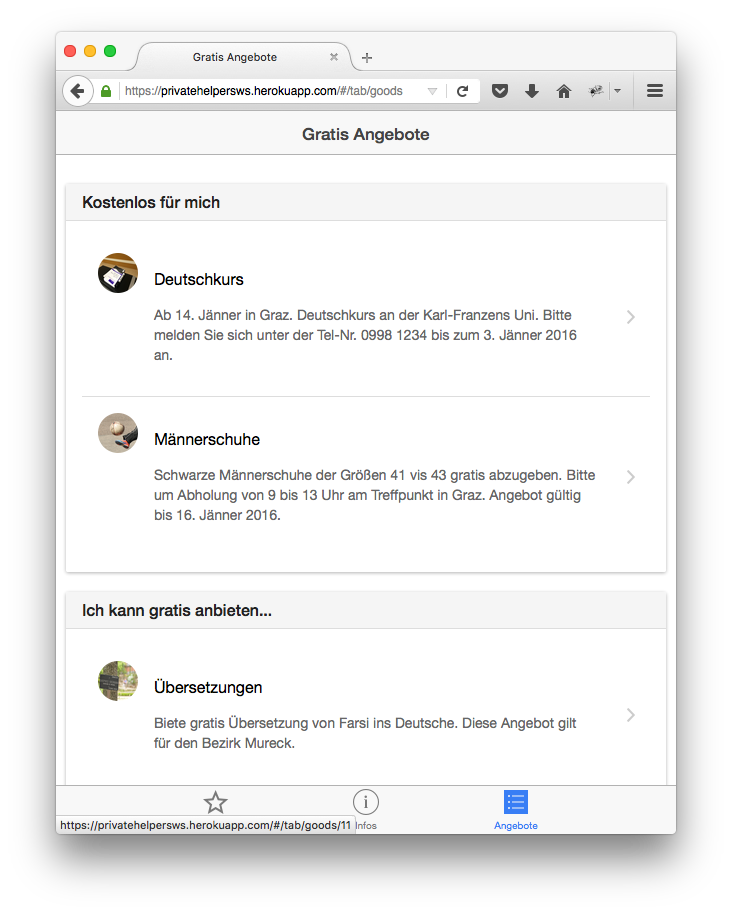 Gratis Angebote
https://privatehelpersws.herokuapp.com/#/tab/goods
Gratis Angebote
Kostenlos für mich
Deutschkurs
Ab 14. Jänner in Graz. Deutschkurs an der Karl-Franzens Uni. Bitte
melden Sie sich unter der Tel-Nr. 0998 1234 bis zum 3. Jänner 2016
an.
Männerschuhe
Schwarze Männerschuhe der Größen 41 vis 43 gratis abzugeben. Bitte
um Abholung von 9 bis 13 Uhr am Treffpunkt in Graz. Angebot gültig
bis 16. Jänner 2016.
Ich kann gratis anbieten...
Übersetzungen
Biete gratis Übersetzung von Farsi ins Deutsche. Diese Angebot gilt
für den Bezirk Mureck.
https://privatehelpersws.herokuapp.com/#/tab/goods/11
Infos
Angebote